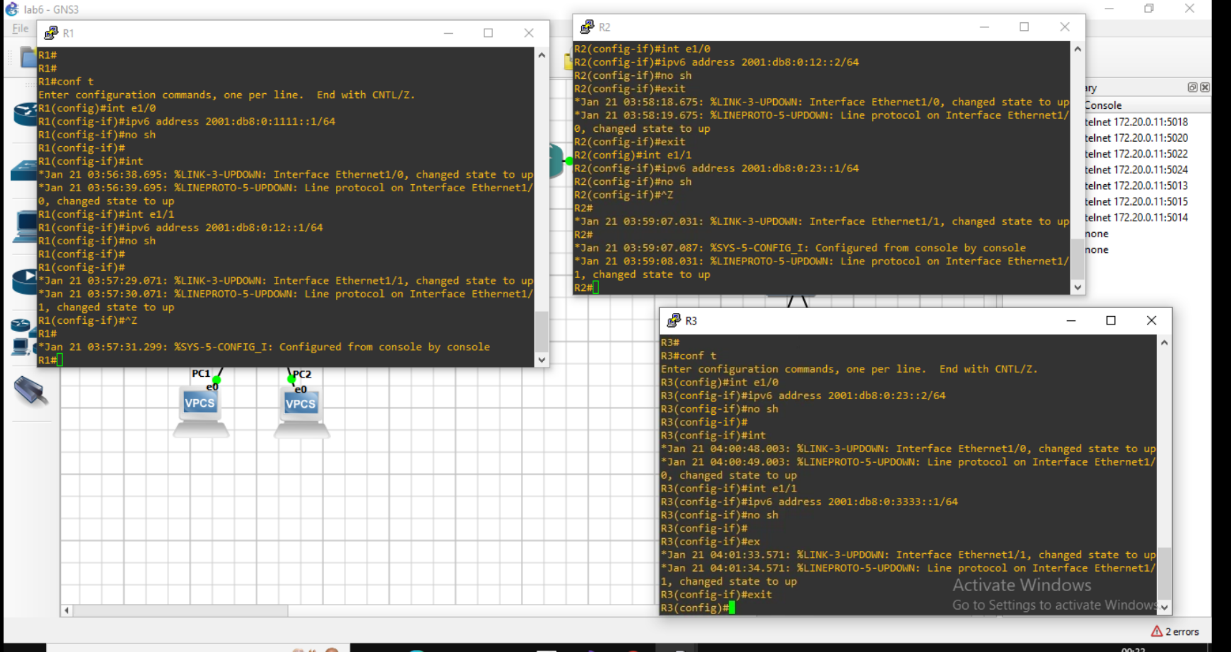 lab6 - GNS3
File
R1
R1#
R1#
R1#conf t
Enter configuration commands, one per line.  End with CNTL/Z.
R1(config)#int e1/0
R1(config-if)#ipv6 address 2001:db8:0:1111::1/64
R1(config-if)#no sh
R1(config-if)#
R1(config-if)#int
*Jan 21 03:56:38.695: %LINK-3-UPDOWN: Interface Ethernet1/0, changed state to up
*Jan 21 03:56:39.695: %LINEPROTO-5-UPDOWN: Line protocol on Interface Ethernet1/
0, changed state to up
R1(config-if)#int e1/1
R1(config-if)#ipv6 address 2001:db8:0:12::1/64
R1(config-if)#no sh
R1(config-if)#
R1(config-if)#
*Jan 21 03:57:29.071: %LINK-3-UPDOWN: Interface Ethernet1/1, changed state to up
*Jan 21 03:57:30.071: %LINEPROTO-5-UPDOWN: Line protocol on Interface Ethernet1/
1, changed state to up
R1(config-if)#^Z
R1#
*Jan 21 03:57:31.299: %SYS-5-CONFIG_I: Configured from console by console
R1#
R2
R2(config-if)#int e1/0
R2(config-if)#ipv6 address 2001:db8:0:12::2/64
R2(config-if)#no sh
R2(config-if)#exit
*Jan 21 03:58:18.675: %LINK-3-UPDOWN: Interface Ethernet1/0, changed state to up
*Jan 21 03:58:19.675: %LINEPROTO-5-UPDOWN: Line protocol on Interface Ethernet1/
0, changed state to up
R2(config-if)#exit
R2(config)#int e1/1
R2(config-if)#ipv6 address 2001:db8:0:23::1/64
R2(config-if)#no sh
R2(config-if)#^Z
R2#
*Jan 21 03:59:07.031: %LINK-3-UPDOWN: Interface Ethernet1/1, changed state to up
R2#
*Jan 21 03:59:07.087: %SYS-5-CONFIG_I: Configured from console by console
*Jan 21 03:59:08.031: %LINEPROTO-5-UPDOWN: Line protocol on Interface Ethernet1/
1, changed state to up
R2#
ry
Console
telnet 172.20.0.11:5018
telnet 172.20.0.11:5020
telnet 172.20.0.11:5022
telnet 172.20.0.11:5024
telnet 172.20.0.11:5013
telnet 172.20.0.11:5015
telnet 172.20.0.11:5014
none
none
R3
R3#
R3#conf t
Enter configuration commands, one per line.  End with CNTL/Z.
R3(config)#int e1/0
R3(config-if)#ipv6 address 2001:db8:0:23::2/64
R3(config-if)#no sh
R3(config-if)#
R3(config-if)#int
*Jan 21 04:00:48.003: %LINK-3-UPDOWN: Interface Ethernet1/0, changed state to up
*Jan 21 04:00:49.003: %LINEPROTO-5-UPDOWN: Line protocol on Interface Ethernet1/
0, changed state to up
R3(config-if)#int e1/1
R3(config-if)#ipv6 address 2001:db8:0:3333::1/64
R3(config-if)#no sh
R3(config-if)#
R3(config-if)#ex
*Jan 21 04:01:33.571: %LINK-3-UPDOWN: Interface Ethernet1/1, changed state to up
*Jan 21 04:01:34.571: %LINEPROTO-5-UPDOWN: Line protocol on Interface Ethernet1/
1, changed state to up
R3(config-if)#exit
R3(config)#
PC1
e0
VPCS
PC2
e0
VPCS
Activate Windows
Go to Settings to activate Windows
2 errors